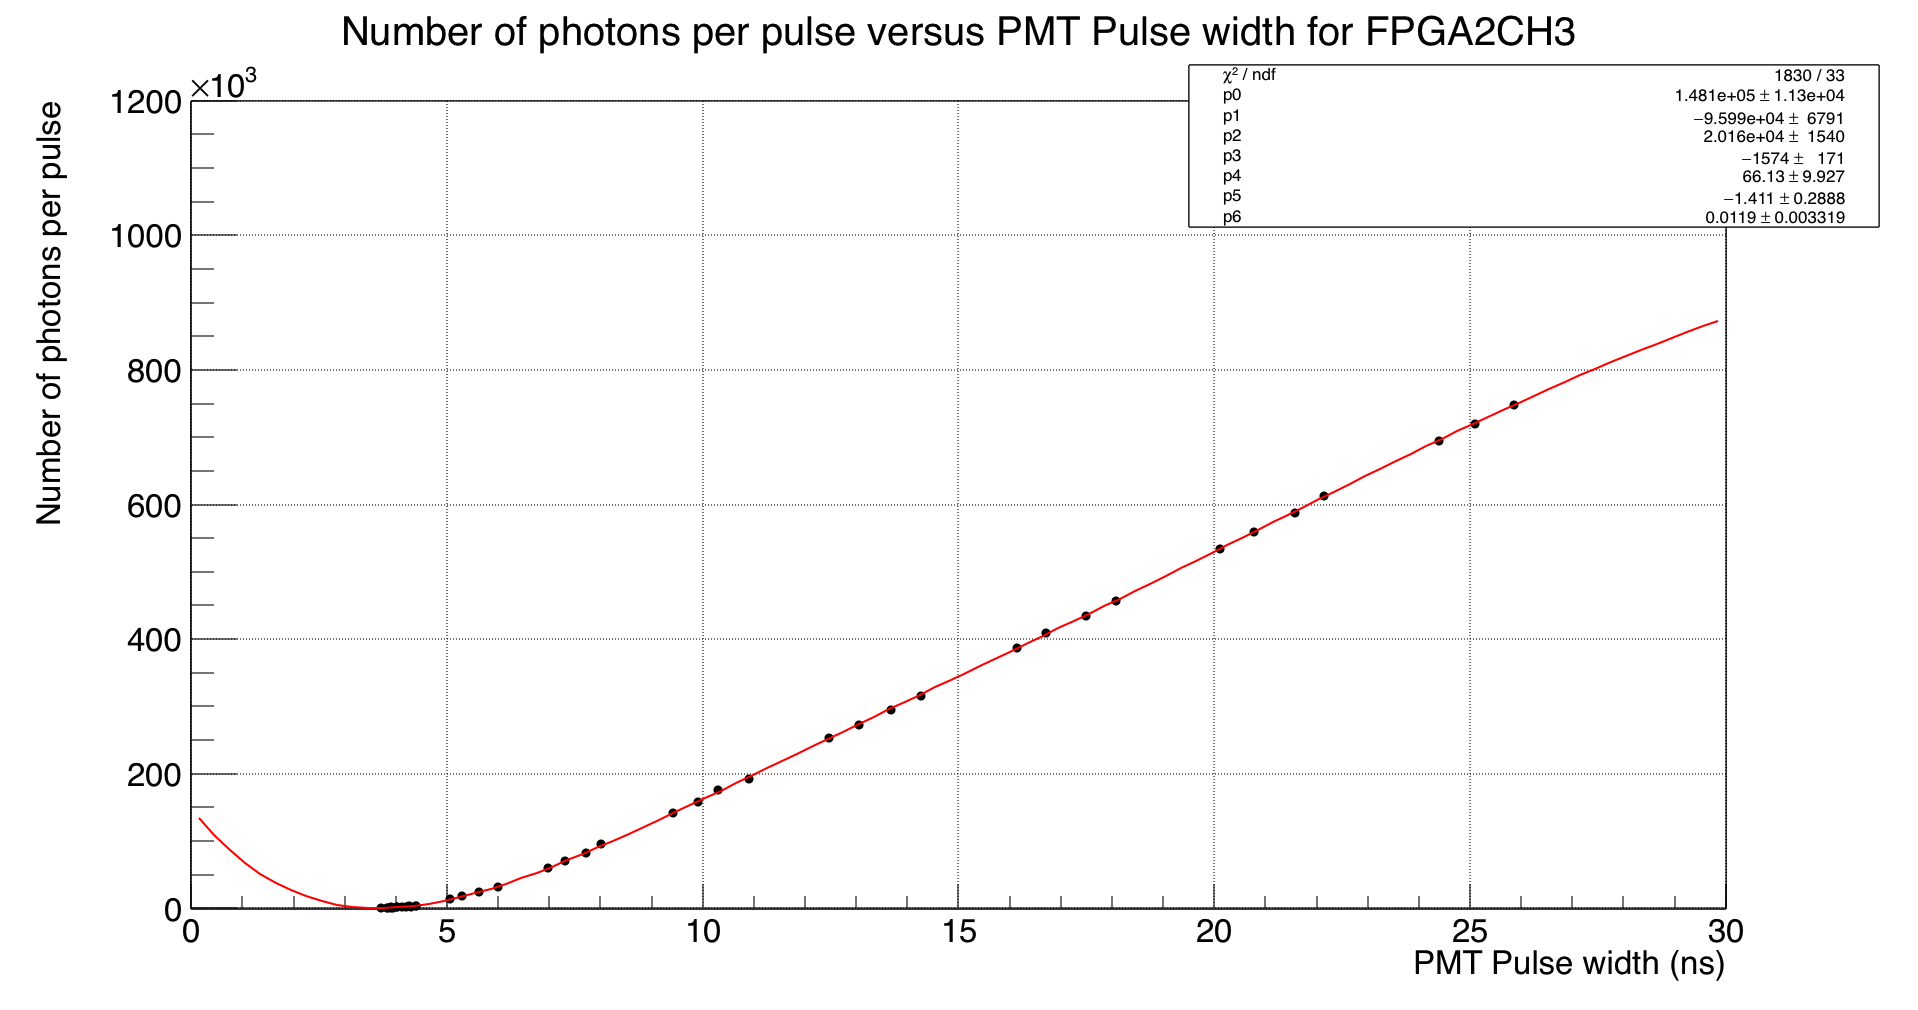 Number of photons per pulse versus PMT Pulse width for FPGA2CH3
×10³
χ² / ndf 1830 / 33
p0 1.481e+05 ± 1.13e+04
p1 −9.599e+04 ± 6791
p2 2.016e+04 ± 1540
p3 −1574 ± 171
p4 66.13 ± 9.927
p5 −1.411 ± 0.2888
p6 0.0119 ± 0.003319
Number of photons per pulse
1200
1000
800
600
400
200
0
0 5 10 15 20 25 30
PMT Pulse width (ns)